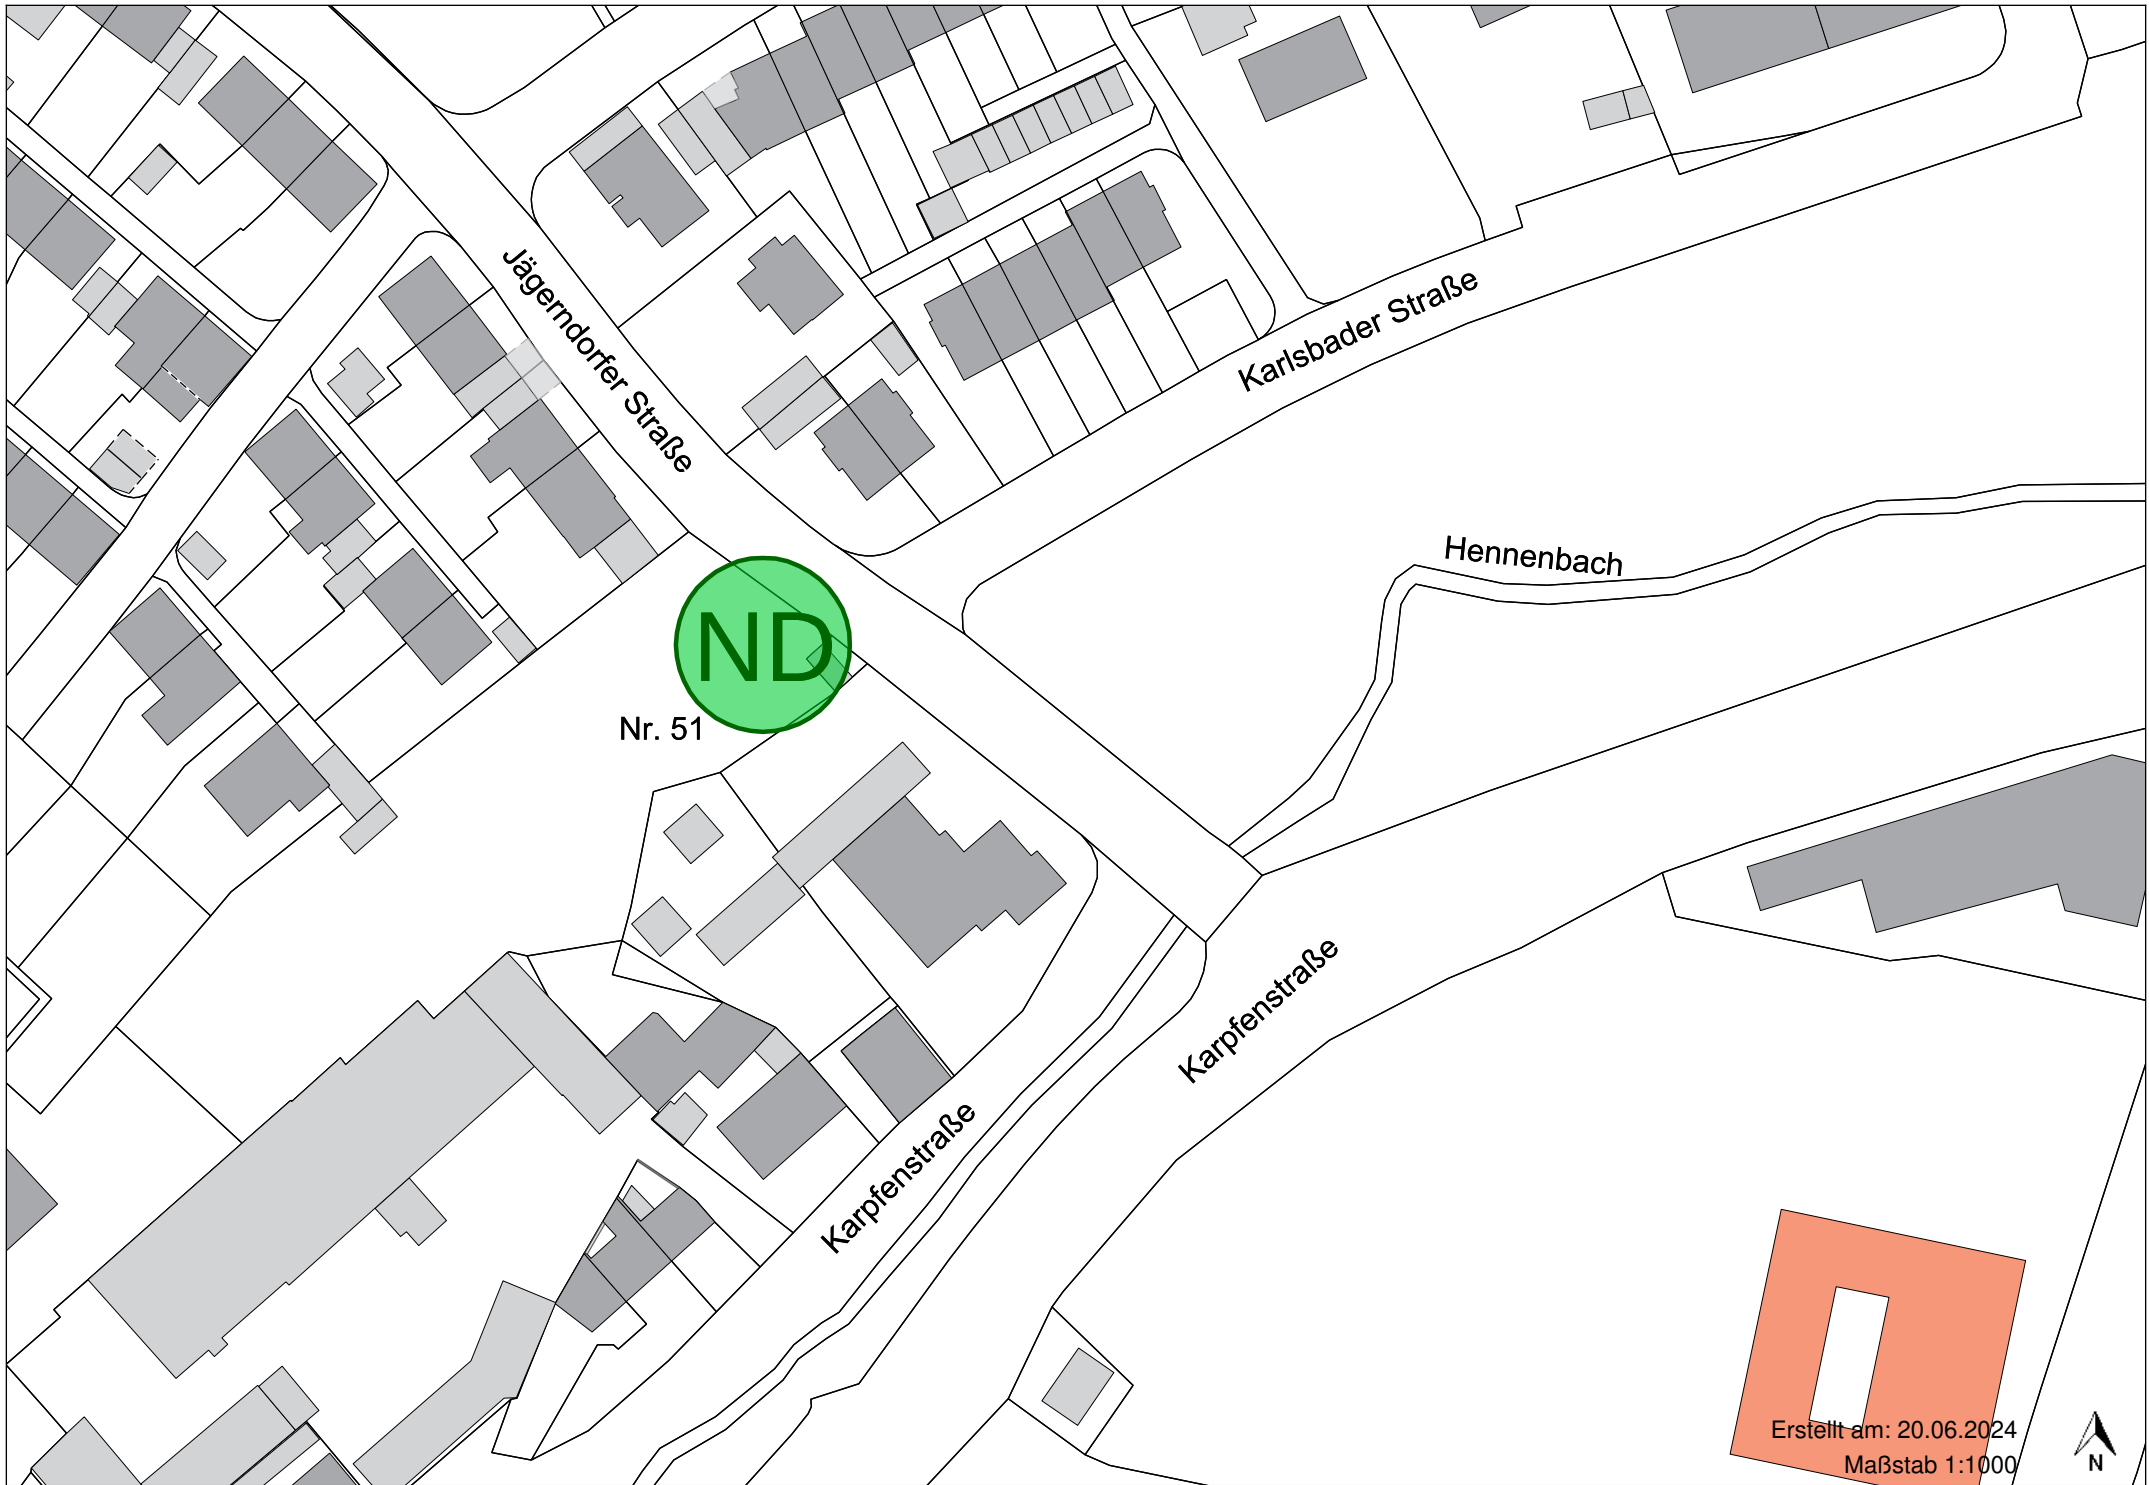 Jägerndorfer Straße
Karlsbader Straße
Hennenbach
ND
Nr. 51
Karpfenstraße
Karpfenstraße
Erstellt am: 20.06.2024
Maßstab 1:1000
N